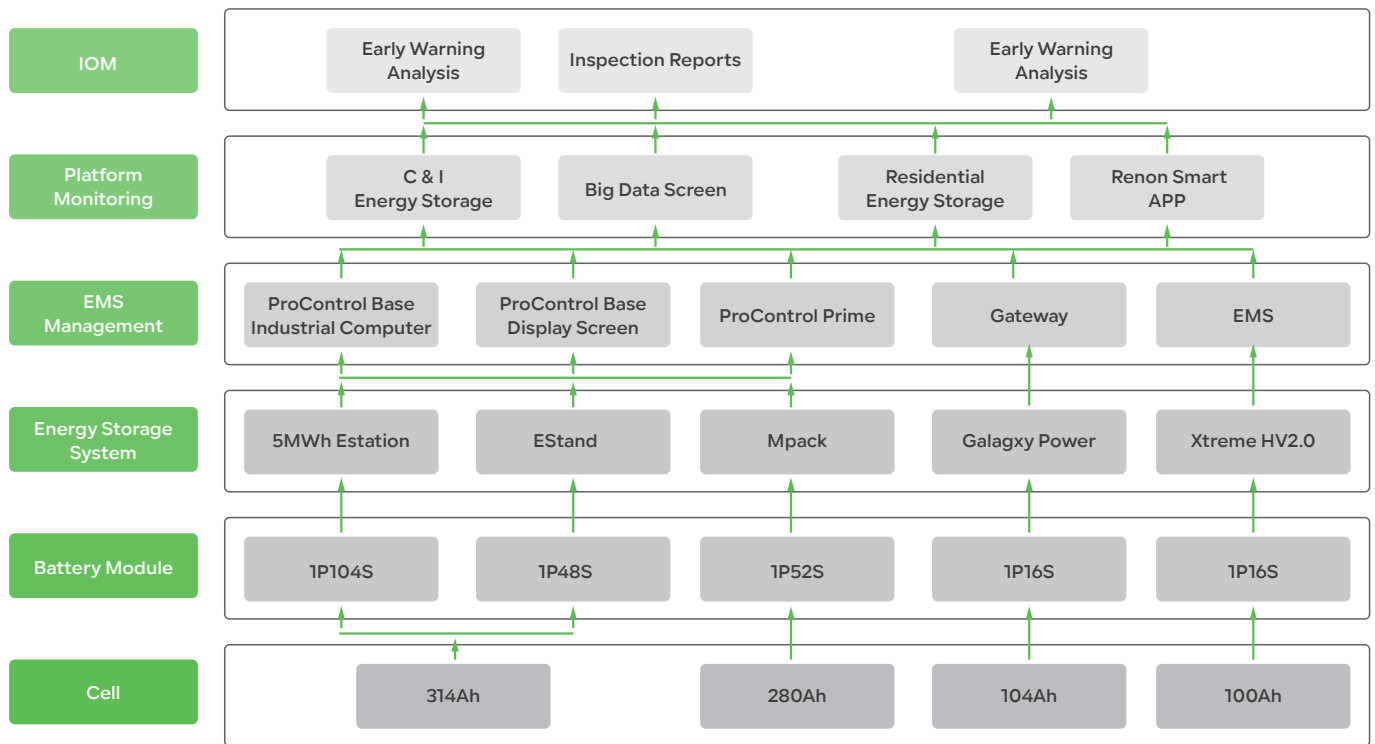 IOM
Early Warning
Analysis
Inspection Reports
Early Warning
Analysis
Platform
Monitoring
C & I
Energy Storage
Big Data Screen
Residential
Energy Storage
Renon Smart
APP
EMS
Management
ProControl Base
Industrial Computer
ProControl Base
Display Screen
ProControl Prime
Gateway
EMS
Energy Storage
System
5MWh Estation
EStand
Mpack
Galagxy Power
Xtreme HV2.0
Battery Module
1P104S
1P48S
1P52S
1P16S
1P16S
Cell
314Ah
280Ah
104Ah
100Ah